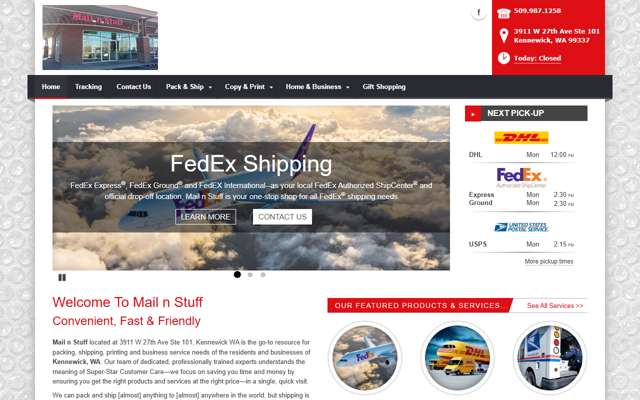 Mail n Stuff
f
509.987.1258
3911 W 27th Ave Ste 101
Kennewick, WA 99337
Today: Closed
Home Tracking Contact Us Pack & Ship Copy & Print Home & Business Gift Shopping
FedEx Shipping
FedEx Express®, FedEx Ground® and FedEX International–as your local FedEx Authorized ShipCenter® and
official drop-off location, Mail n Stuff is your one-stop shop for all FedEx® shipping needs
LEARN MORE CONTACT US
NEXT PICK-UP
DHL
DHL Mon 12:00 PM
FedEx
Authorized ShipCenter
Express Mon 2:30 PM
Ground Mon 2:30 PM
UNITED STATES
POSTAL SERVICE
USPS Mon 2:15 PM
More pickup times
Welcome To Mail n Stuff
Convenient, Fast & Friendly
Mail n Stuff located at 3911 W 27th Ave Ste 101, Kennewick WA is the go-to resource for
packing, shipping, printing and business service needs of the residents and businesses of
Kennewick, WA. Our team of dedicated, professionally trained experts understands the
meaning of Super-Star Customer Care—we focus on saving you time and money by
ensuring you get the right products and services at the right price—in a single, quick visit.
We can pack and ship [almost] anything to [almost] anywhere in the world, but shipping is
OUR FEATURED PRODUCTS & SERVICES...
See All Services >>